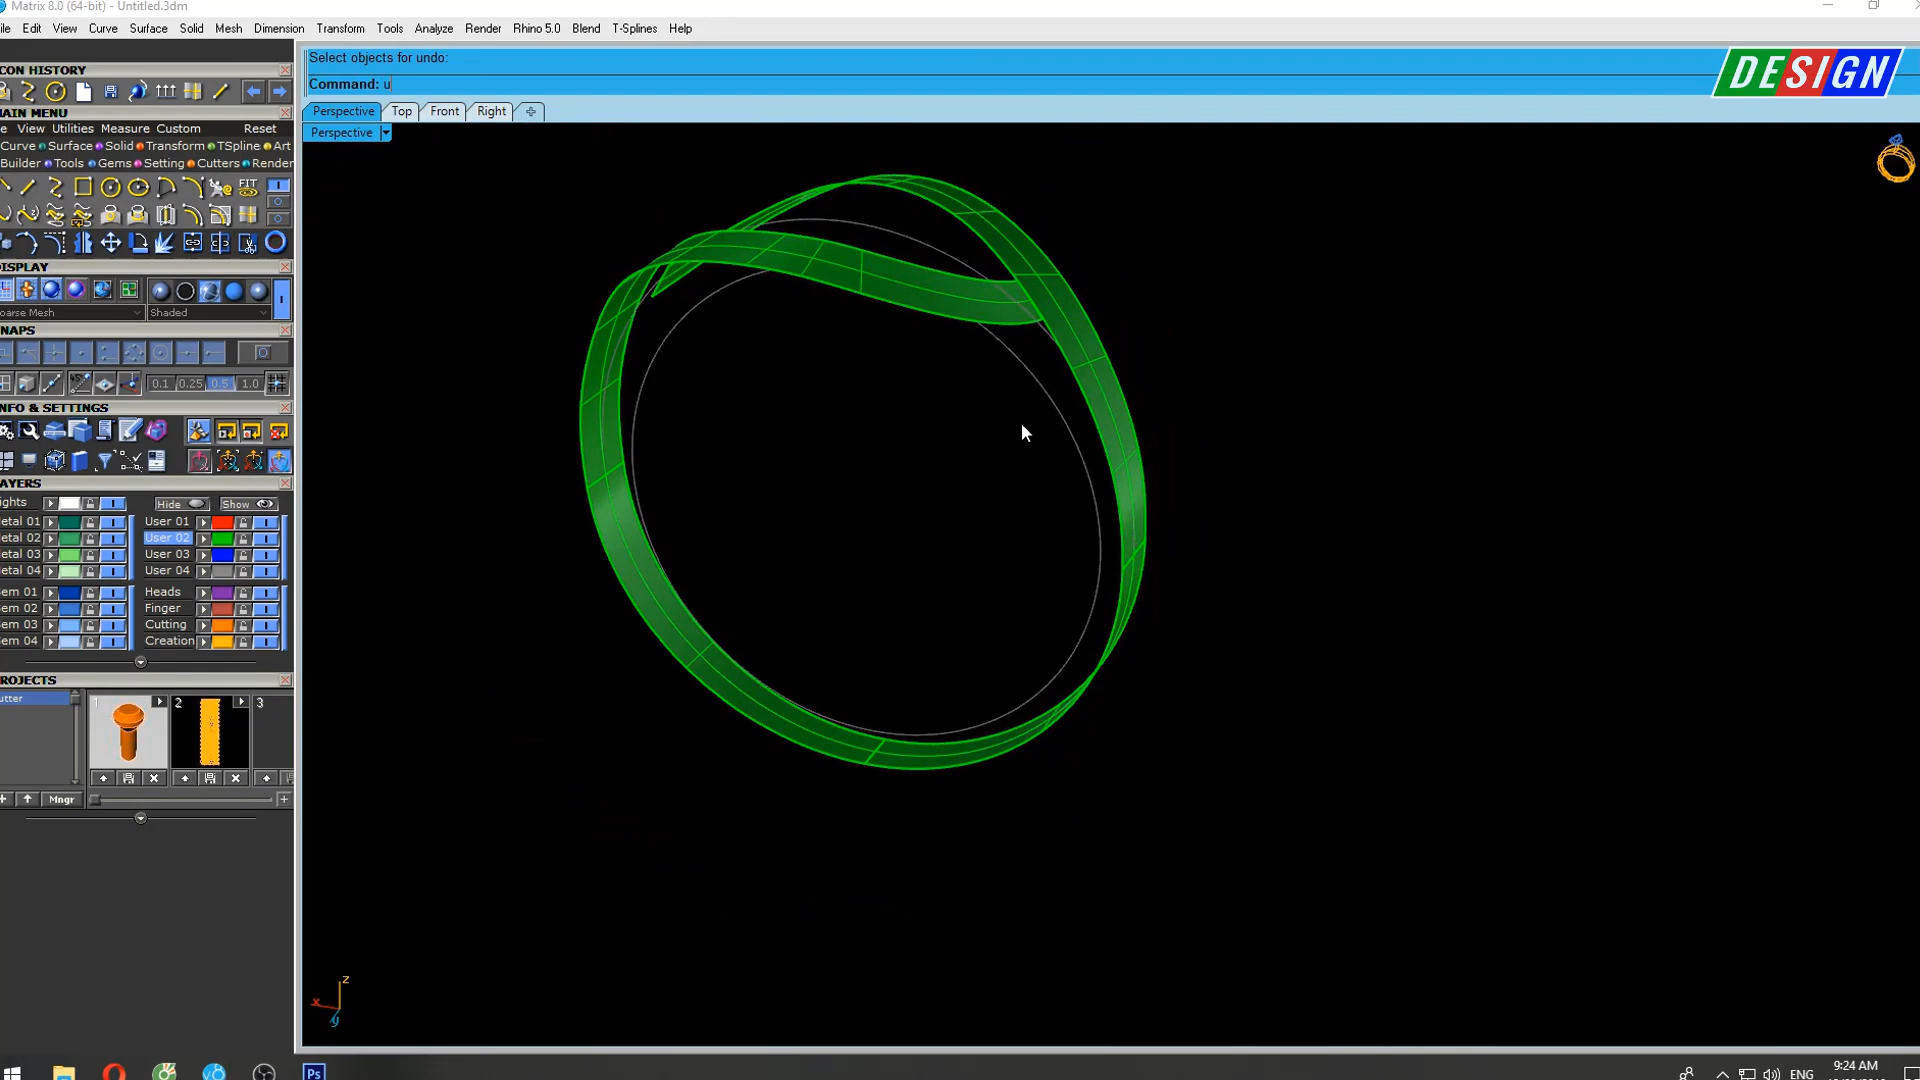 Matrix 8.0 (64-bit) - Untitled.3dm
ile Edit View Curve Surface Solid Mesh Dimension Transform Tools Analyze Render Rhino 5.0 Blend T-Splines Help
CON HISTORY
AIN MENU
e View Utilities Measure Custom Reset
Curve Surface Solid Transform TSpline Art
Builder Tools Gems Setting Cutters Render
FIT
ISPLAY
oarse Mesh Shaded
NAPS
0.1 0.25 0.5 1.0
NFO & SETTINGS
AYERS
ights Hide Show
etal 01 User 01
etal 02 User 02
etal 03 User 03
etal 04 User 04
em 01 Heads
em 02 Finger
em 03 Cutting
em 04 Creation
ROJECTS
utter
1 2 3
Mngr
Select objects for undo:
Command: u
DESIGN
Perspective Top Front Right
Perspective
z
x
y
Ps
ENG
9:24 AM